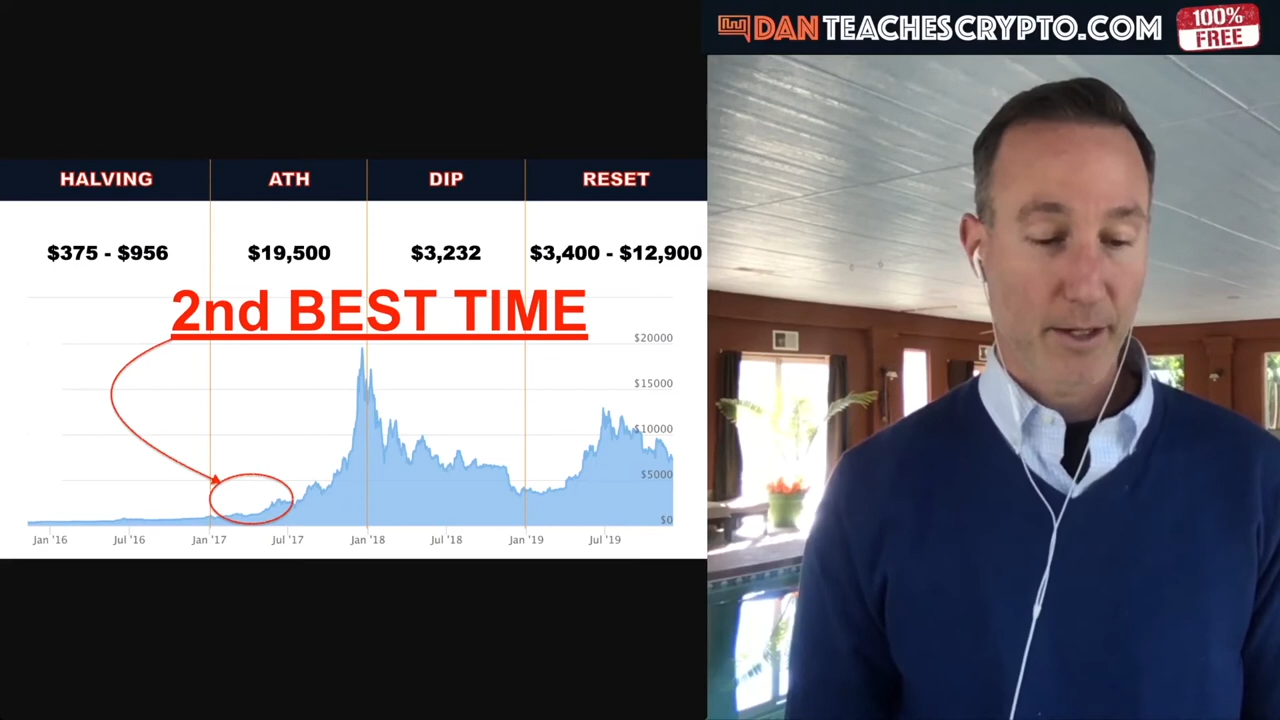 DANTEACHESCRYPTO.COM
100%
FREE
HALVING ATH DIP RESET
$375 - $956 $19,500 $3,232 $3,400 - $12,900
2nd BEST TIME
$20000
$15000
$10000
$5000
$0
Jan '16 Jul '16 Jan '17 Jul '17 Jan '18 Jul '18 Jan '19 Jul '19